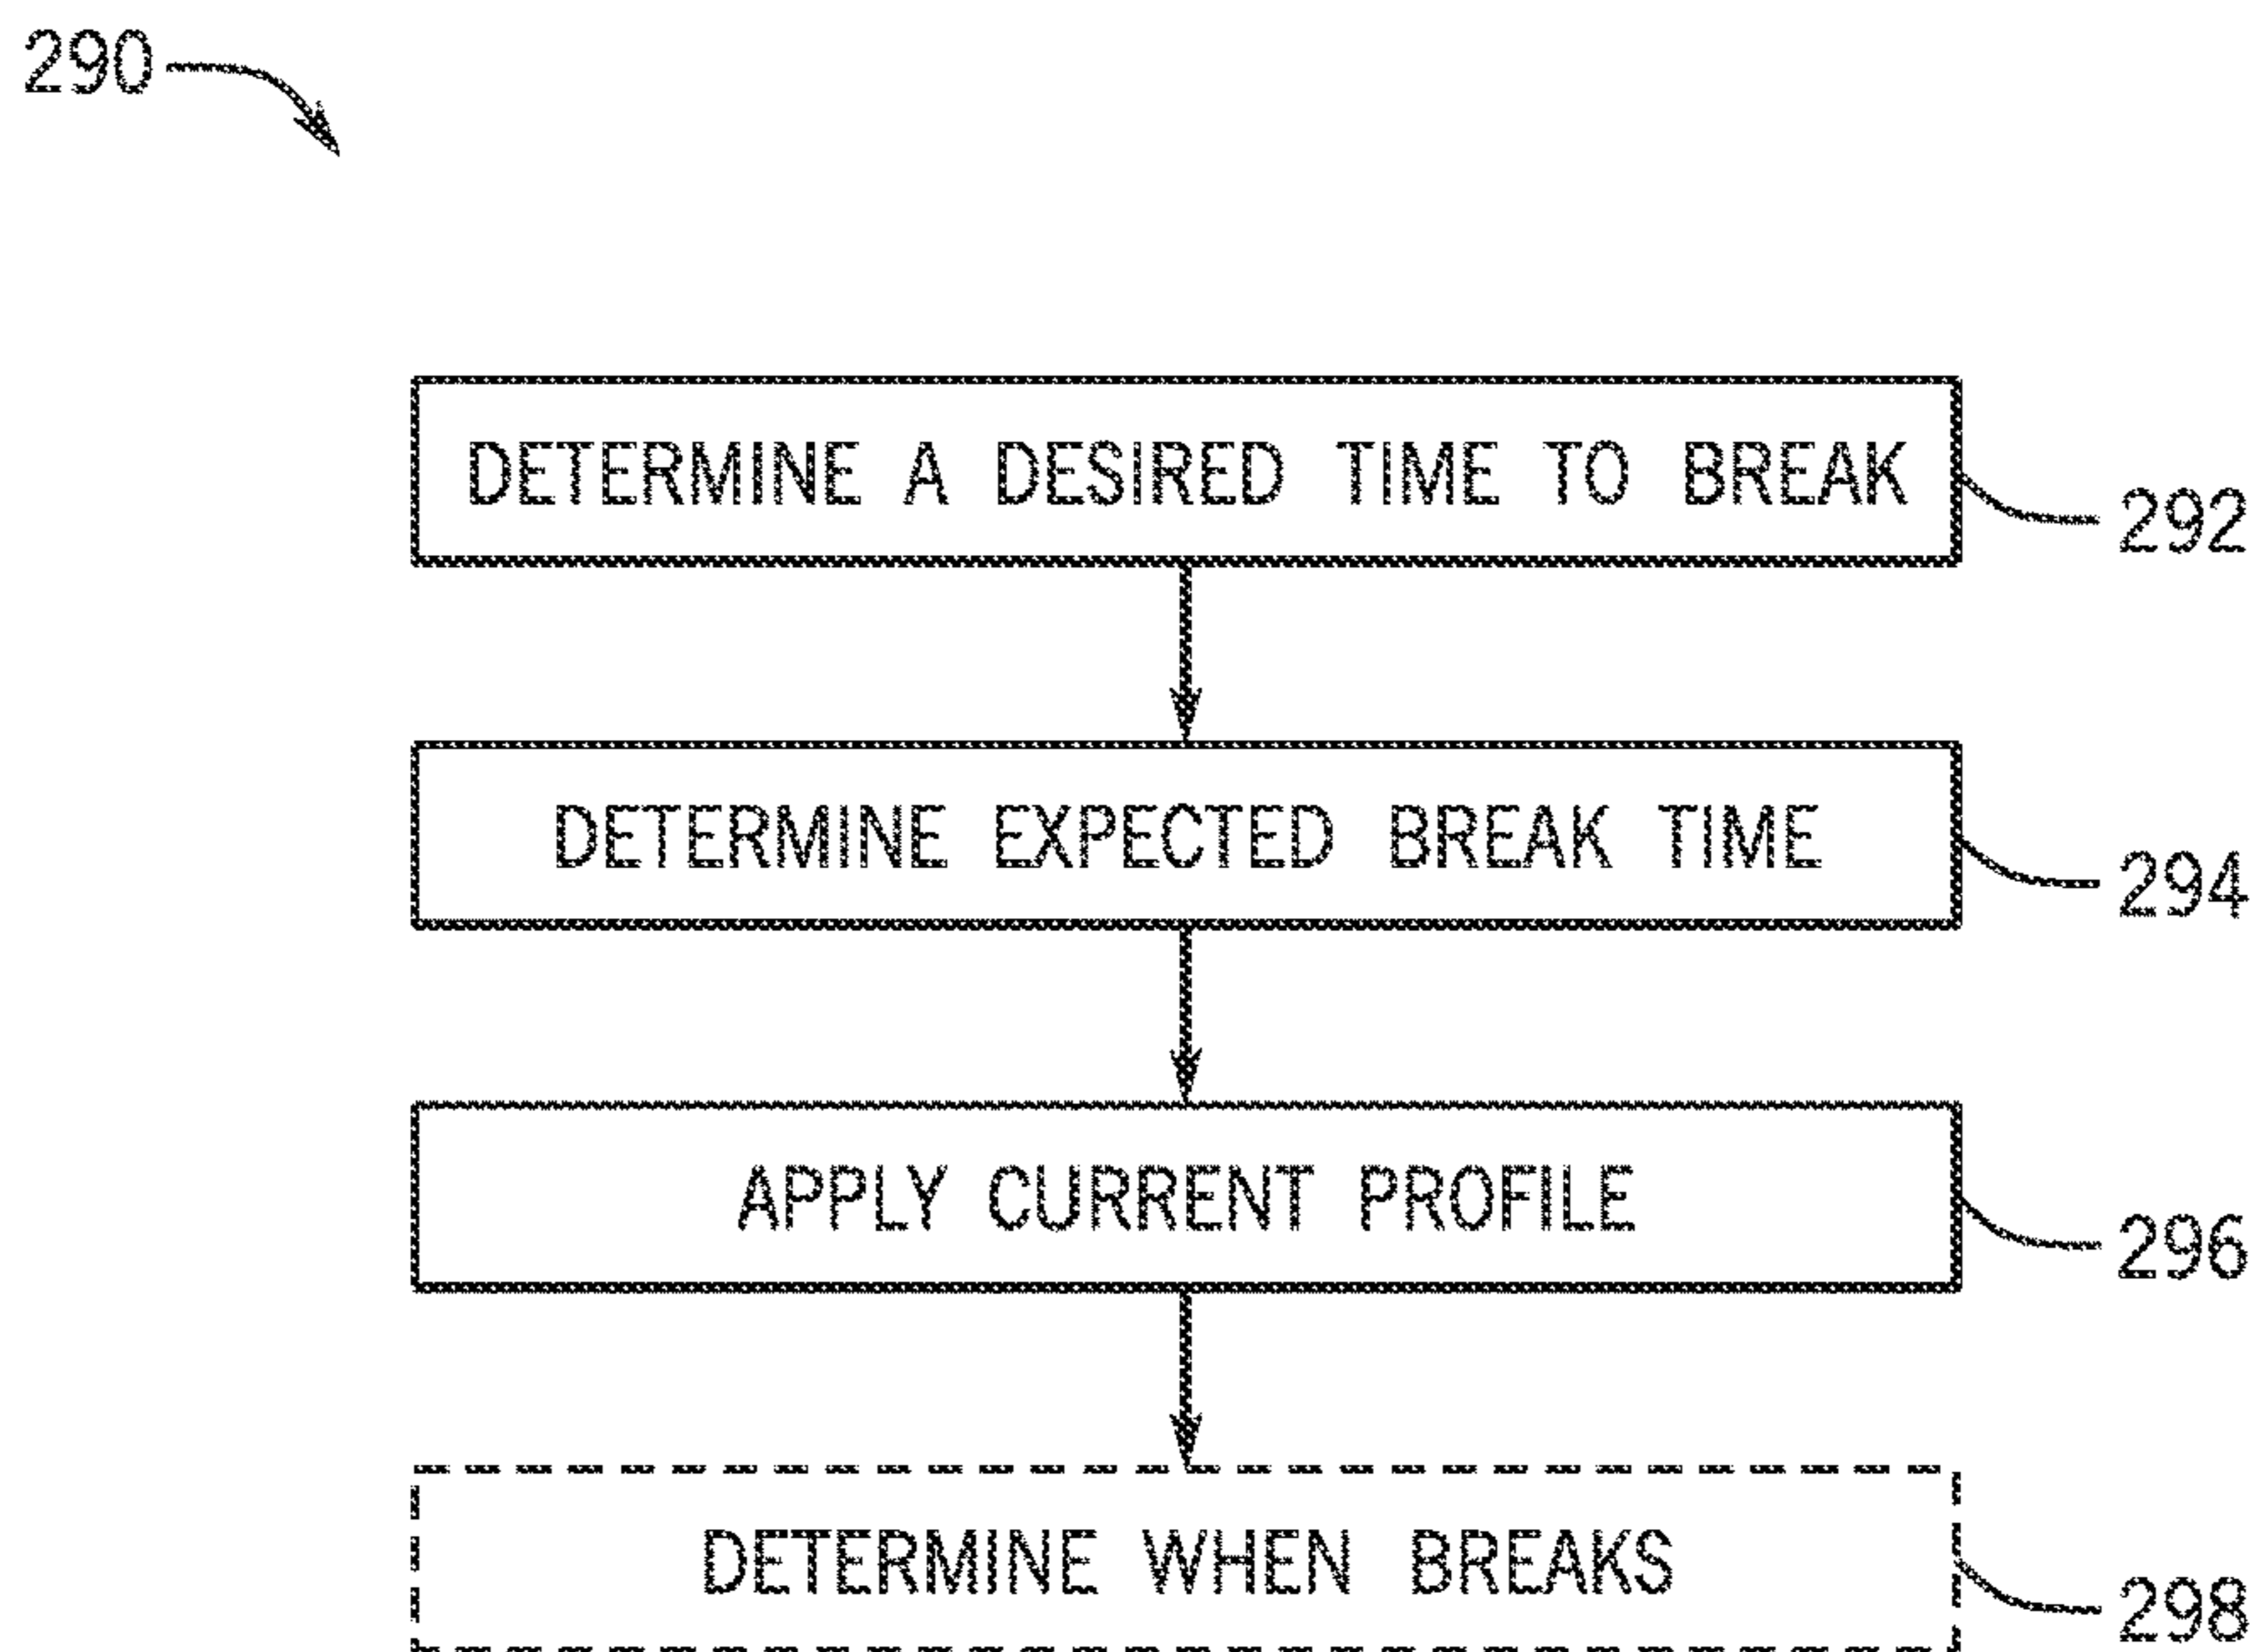 290
DETERMINE A DESIRED TIME TO BREAK
292
DETERMINE EXPECTED BREAK TIME
294
APPLY CURRENT PROFILE
296
DETERMINE WHEN BREAKS
298